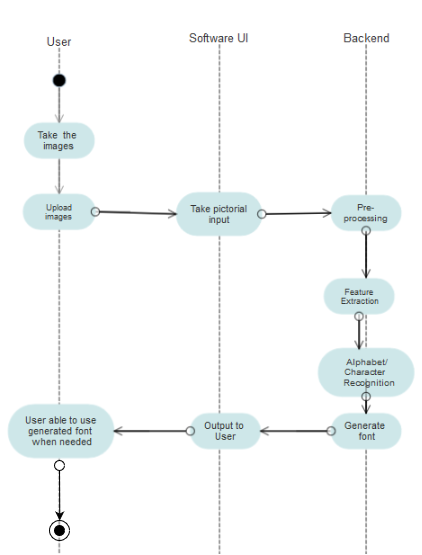 User
Software UI
Backend
Take the
images
Upload
images
Take pictorial
input
Pre-
processing
Feature
Extraction
Alphabet/
Character
Recognition
User able to use
generated font
when needed
Output to
User
Generate
font